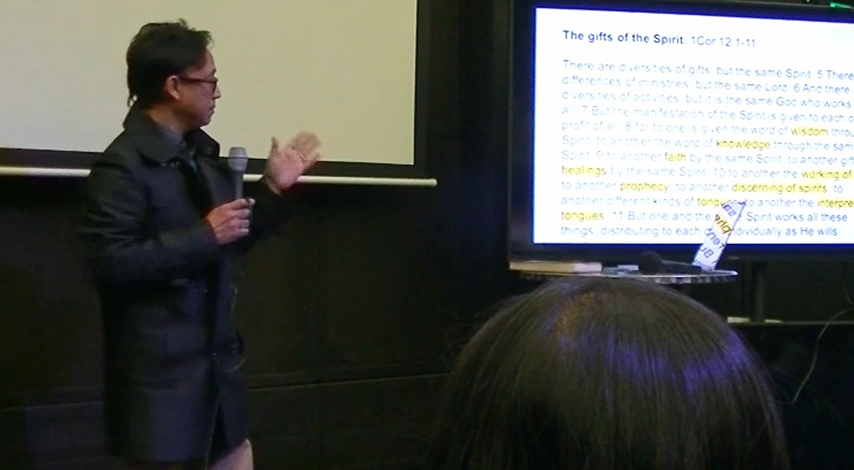 The gifts of the Spirit 1Cor 12:1-11
There are diversities of gifts, but the same Spirit. 5 There
differences of ministries, but the same Lord. 6 And there
diversities of activities, but it is the same God who works
all. 7 But the manifestation of the Spirit is given to each o
profit of all: 8 for to one is given the word of wisdom throu
Spirit, to another the word of knowledge through the sam
Spirit, 9 to another faith by the same Spirit, to another gif
healings by the same Spirit, 10 to another the working of
to another prophecy, to another discerning of spirits, to
another different kinds of tongues, to another the interpre
tongues. 11 But one and the Spirit works all these
things, distributing to each individually as He wills